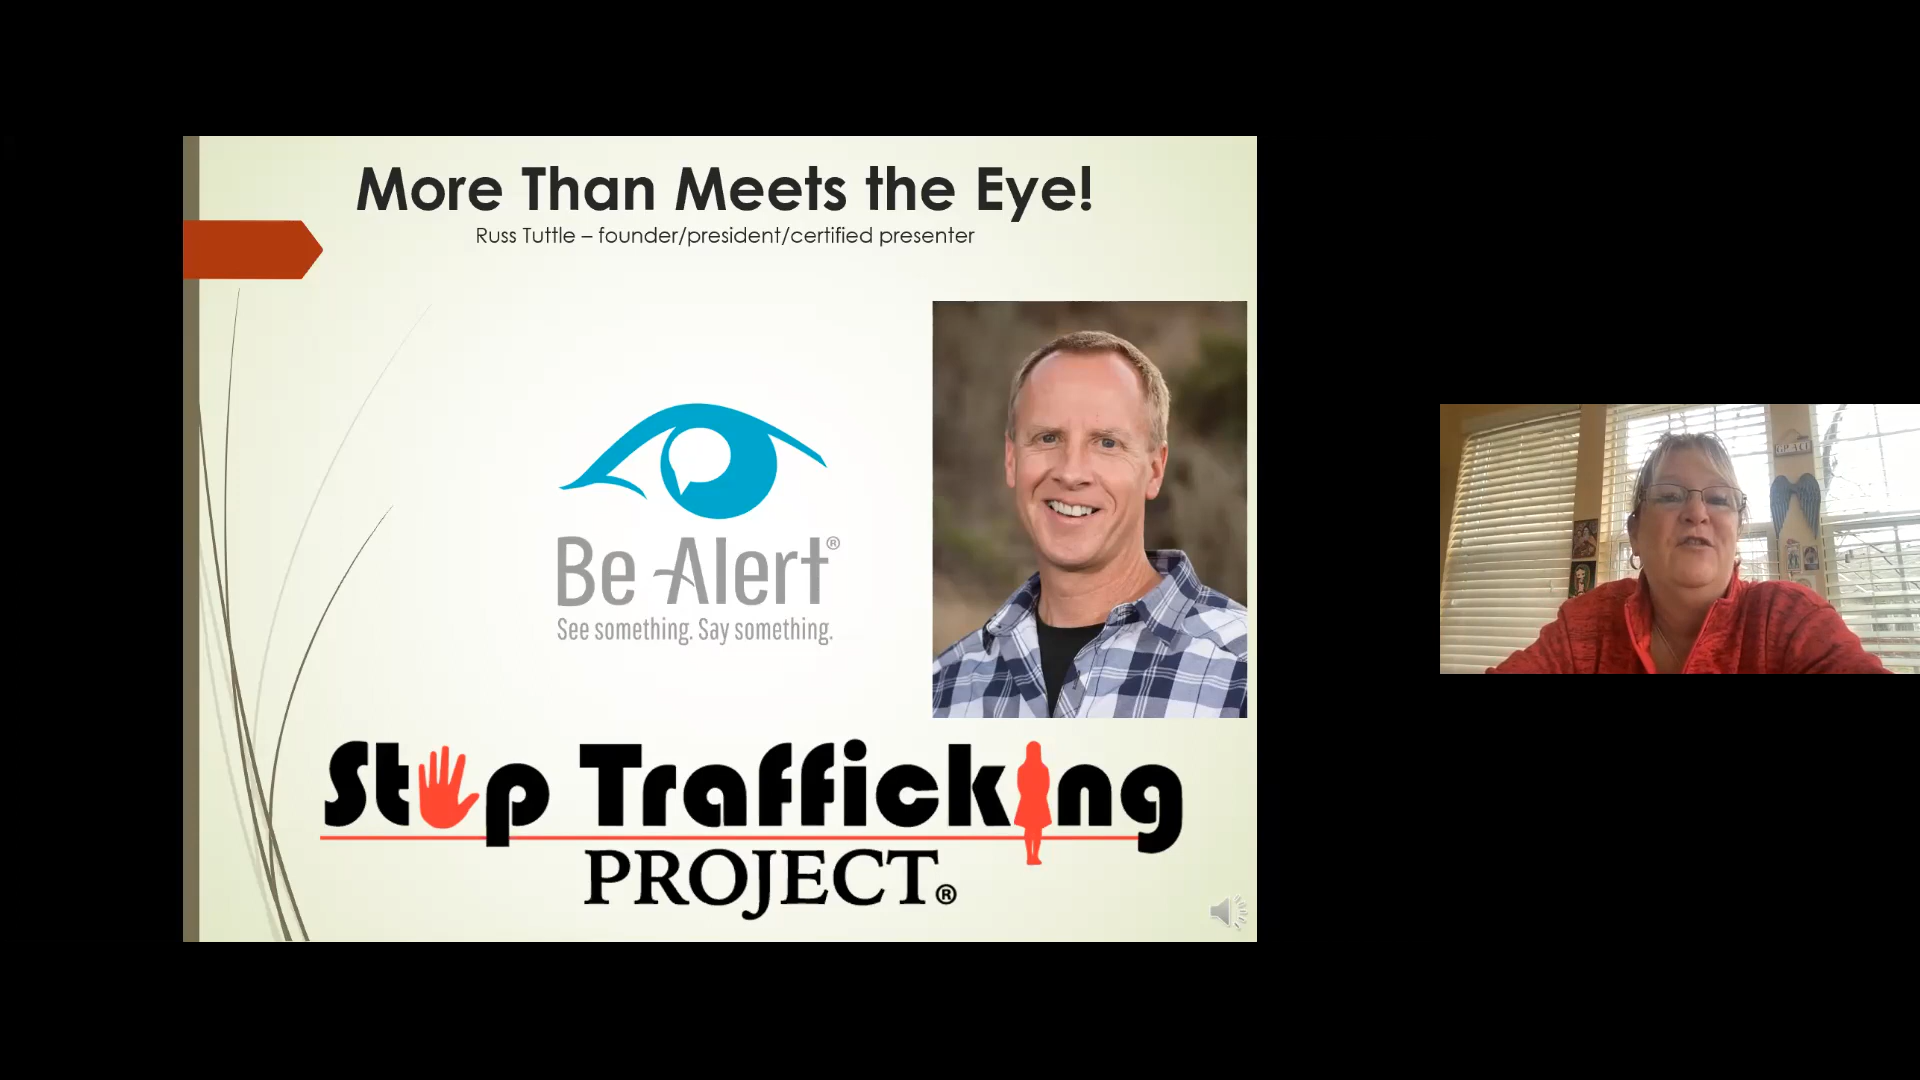 More Than Meets the Eye!
Russ Tuttle – founder/president/certified presenter
Be Alert®
See something. Say something.
Stop Trafficking
PROJECT®
GRACE